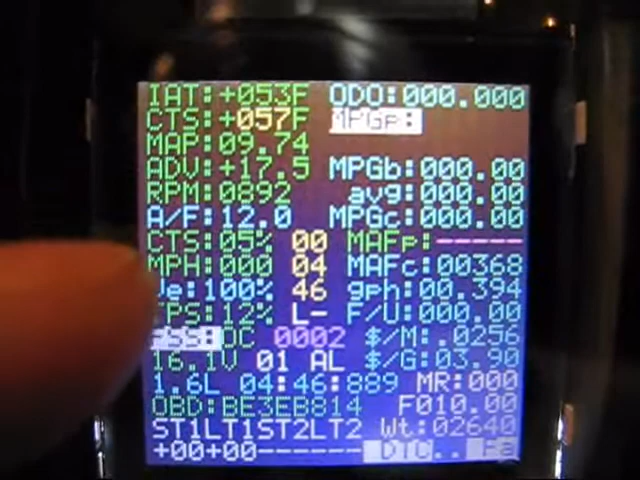 IAT:+053F ODO:000.000
CTS:+057F MPGp:
MAP:09.74
ADV:+17.5 MPGb:000.00
RPM:0892 avg:000.00
A/F:12.0 MPGc:000.00
CTS:05% 00 MAFp:-----
MPH:000 04 MAFc:00368
Ve:100% 46 gph:00.394
TPS:12% L- F/U:000.00
FSS:OC 0002 $/M:.0256
16.1V 01 AL $/G:03.90
1.6L 04:46:889 MR:000
OBD:BE3EB814 F010.00
ST1LT1ST2LT2 Wt:02640
+00+00------ DTC..